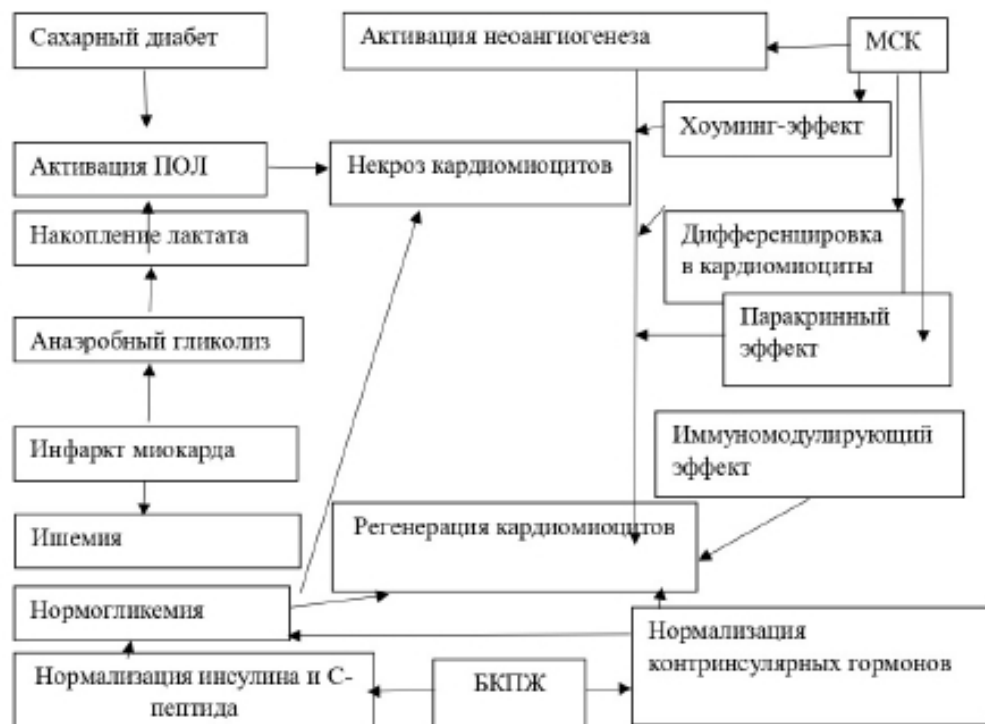 Сахарный диабет
Активация неоангиогенеза
МСК
Хоуминг-эффект
Активация ПОЛ
Некроз кардиомиоцитов
Накопление лактата
Дифференцировка
в кардиомиоциты
Паракринный
эффект
Анаэробный гликолиз
Инфаркт миокарда
Иммуномодулирующий
эффект
Ишемия
Регенерация кардиомиоцитов
Нормогликемия
Нормализация
контринсулярных гормонов
Нормализация инсулина и С-
пептида
БКПЖ